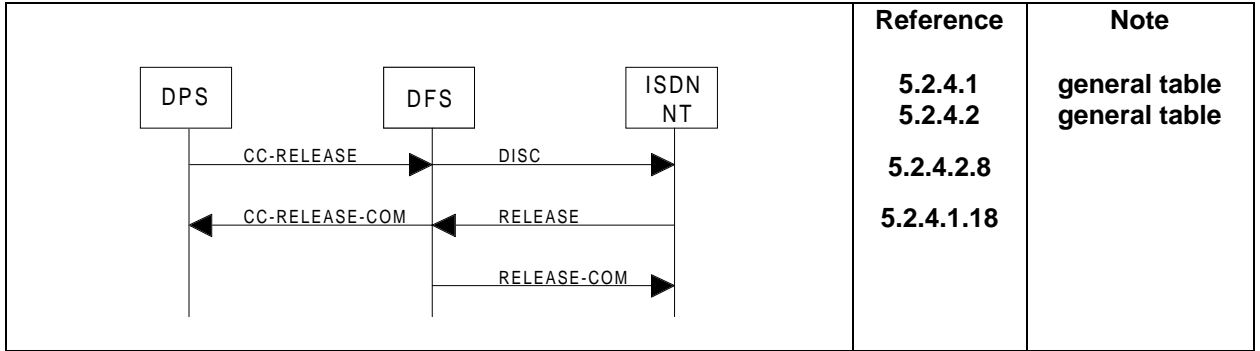 Reference Note
DPS DFS ISDN NT
5.2.4.1 general table
5.2.4.2 general table
CC-RELEASE DISC
5.2.4.2.8
CC-RELEASE-COM RELEASE
5.2.4.1.18
RELEASE-COM